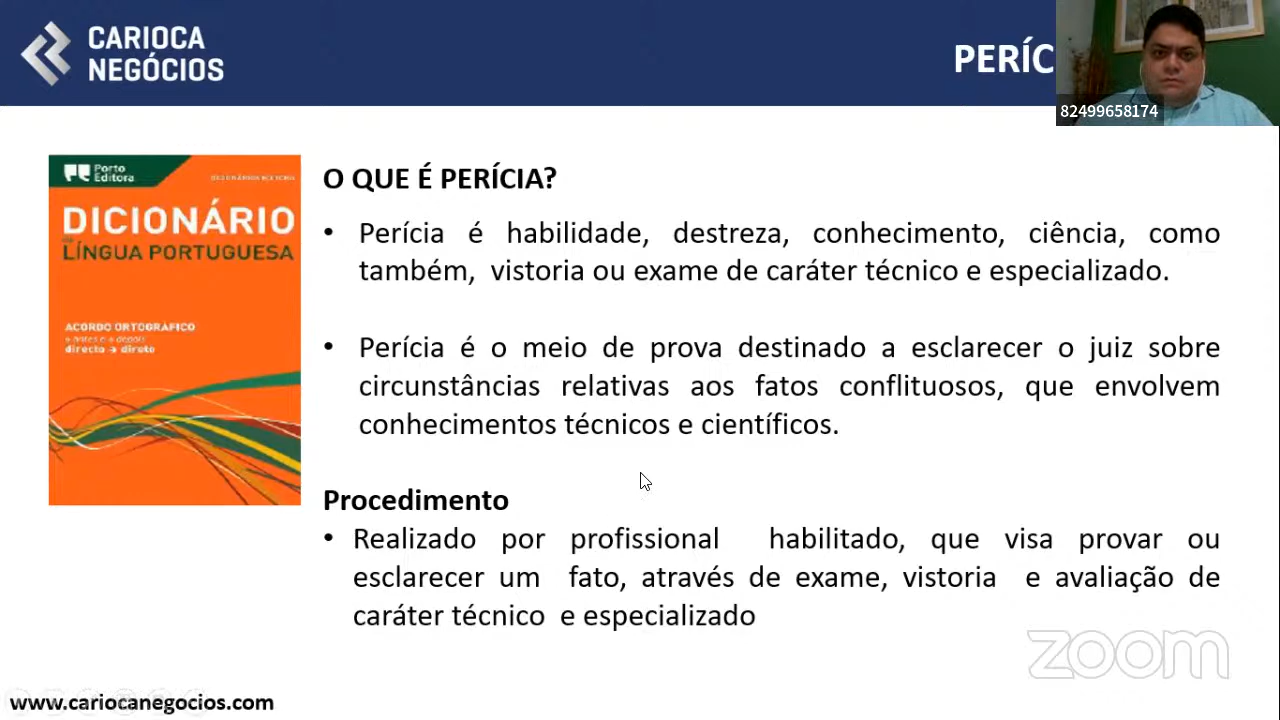 CARIOCA
NEGÓCIOS
PERÍC
82499658174
Porto
Editora
DICIONÁRIO
LÍNGUA PORTUGUESA
ACORDO ORTOGRÁFICO
o antes e o depois
directo → direto
O QUE É PERÍCIA?
• Perícia é habilidade, destreza, conhecimento, ciência, como
também, vistoria ou exame de caráter técnico e especializado.
• Perícia é o meio de prova destinado a esclarecer o juiz sobre
circunstâncias relativas aos fatos conflituosos, que envolvem
conhecimentos técnicos e científicos.
Procedimento
• Realizado por profissional habilitado, que visa provar ou
esclarecer um fato, através de exame, vistoria e avaliação de
caráter técnico e especializado
zoom
www.cariocanegocios.com